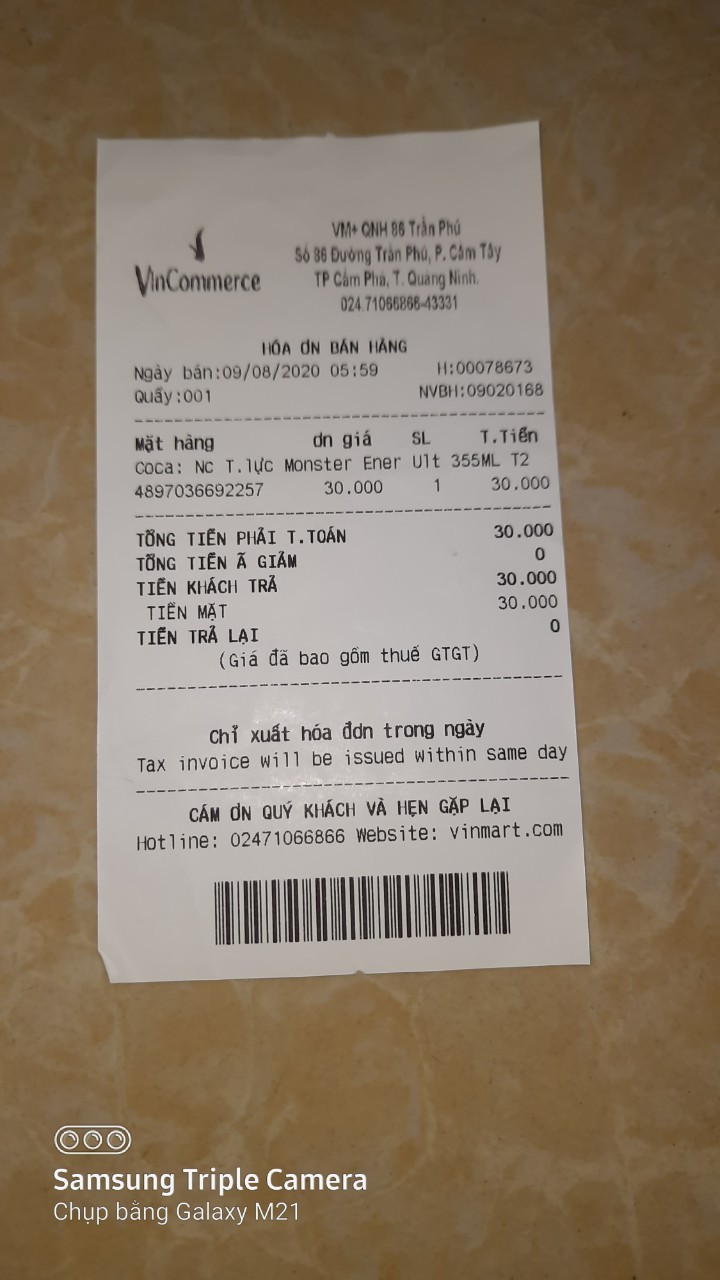 VinCommerce
VM+ QNH 86 Trần Phú
Số 86 Đường Trần Phú, P. Cẩm Tây
TP Cẩm Phả, T. Quảng Ninh.
024.71066866-43331
HÓA ƠN BÁN HÀNG
Ngày bán:09/08/2020 05:59 H:00078673
Quầy:001 NVBH:09020168
Mặt hàng ơn giá SL T.Tiền
Coca: Nc T.lực Monster Ener Ult 355ML T2
4897036692257 30.000 1 30.000
TỔNG TIỀN PHẢI T.TOÁN 30.000
TỔNG TIỀN Ã GIẢM 0
TIỀN KHÁCH TRẢ 30.000
TIỀN MẶT 30.000
TIỀN TRẢ LẠI 0
(Giá đã bao gồm thuế GTGT)
Chỉ xuất hóa đơn trong ngày
Tax invoice will be issued within same day
CÁM ƠN QUÝ KHÁCH VÀ HẸN GẶP LẠI
Hotline: 02471066866 Website: vinmart.com
Samsung Triple Camera
Chụp bằng Galaxy M21